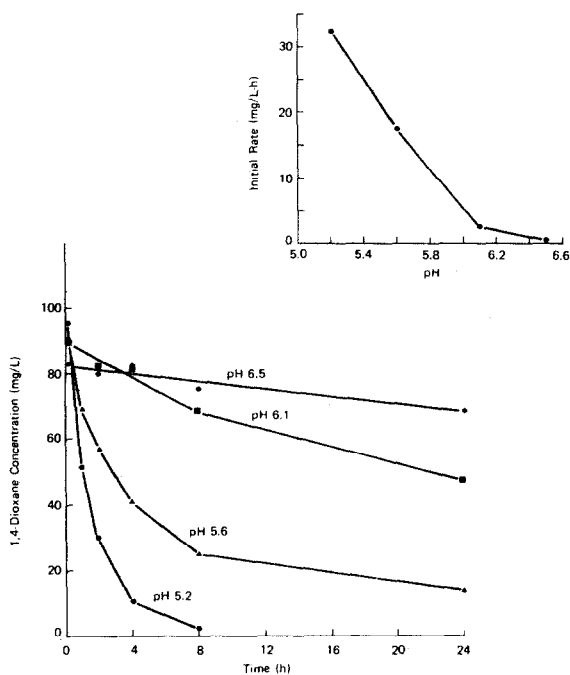 30
20
10
0
Initial Rate (mg/L-h)
5.0 5.4 5.8 6.2 6.6
pH
100
80
60
40
20
0
1,4-Dioxane Concentration (mg/L)
pH 6.5
pH 6.1
pH 5.6
pH 5.2
0 4 8 12 16 20 24
Time (h)